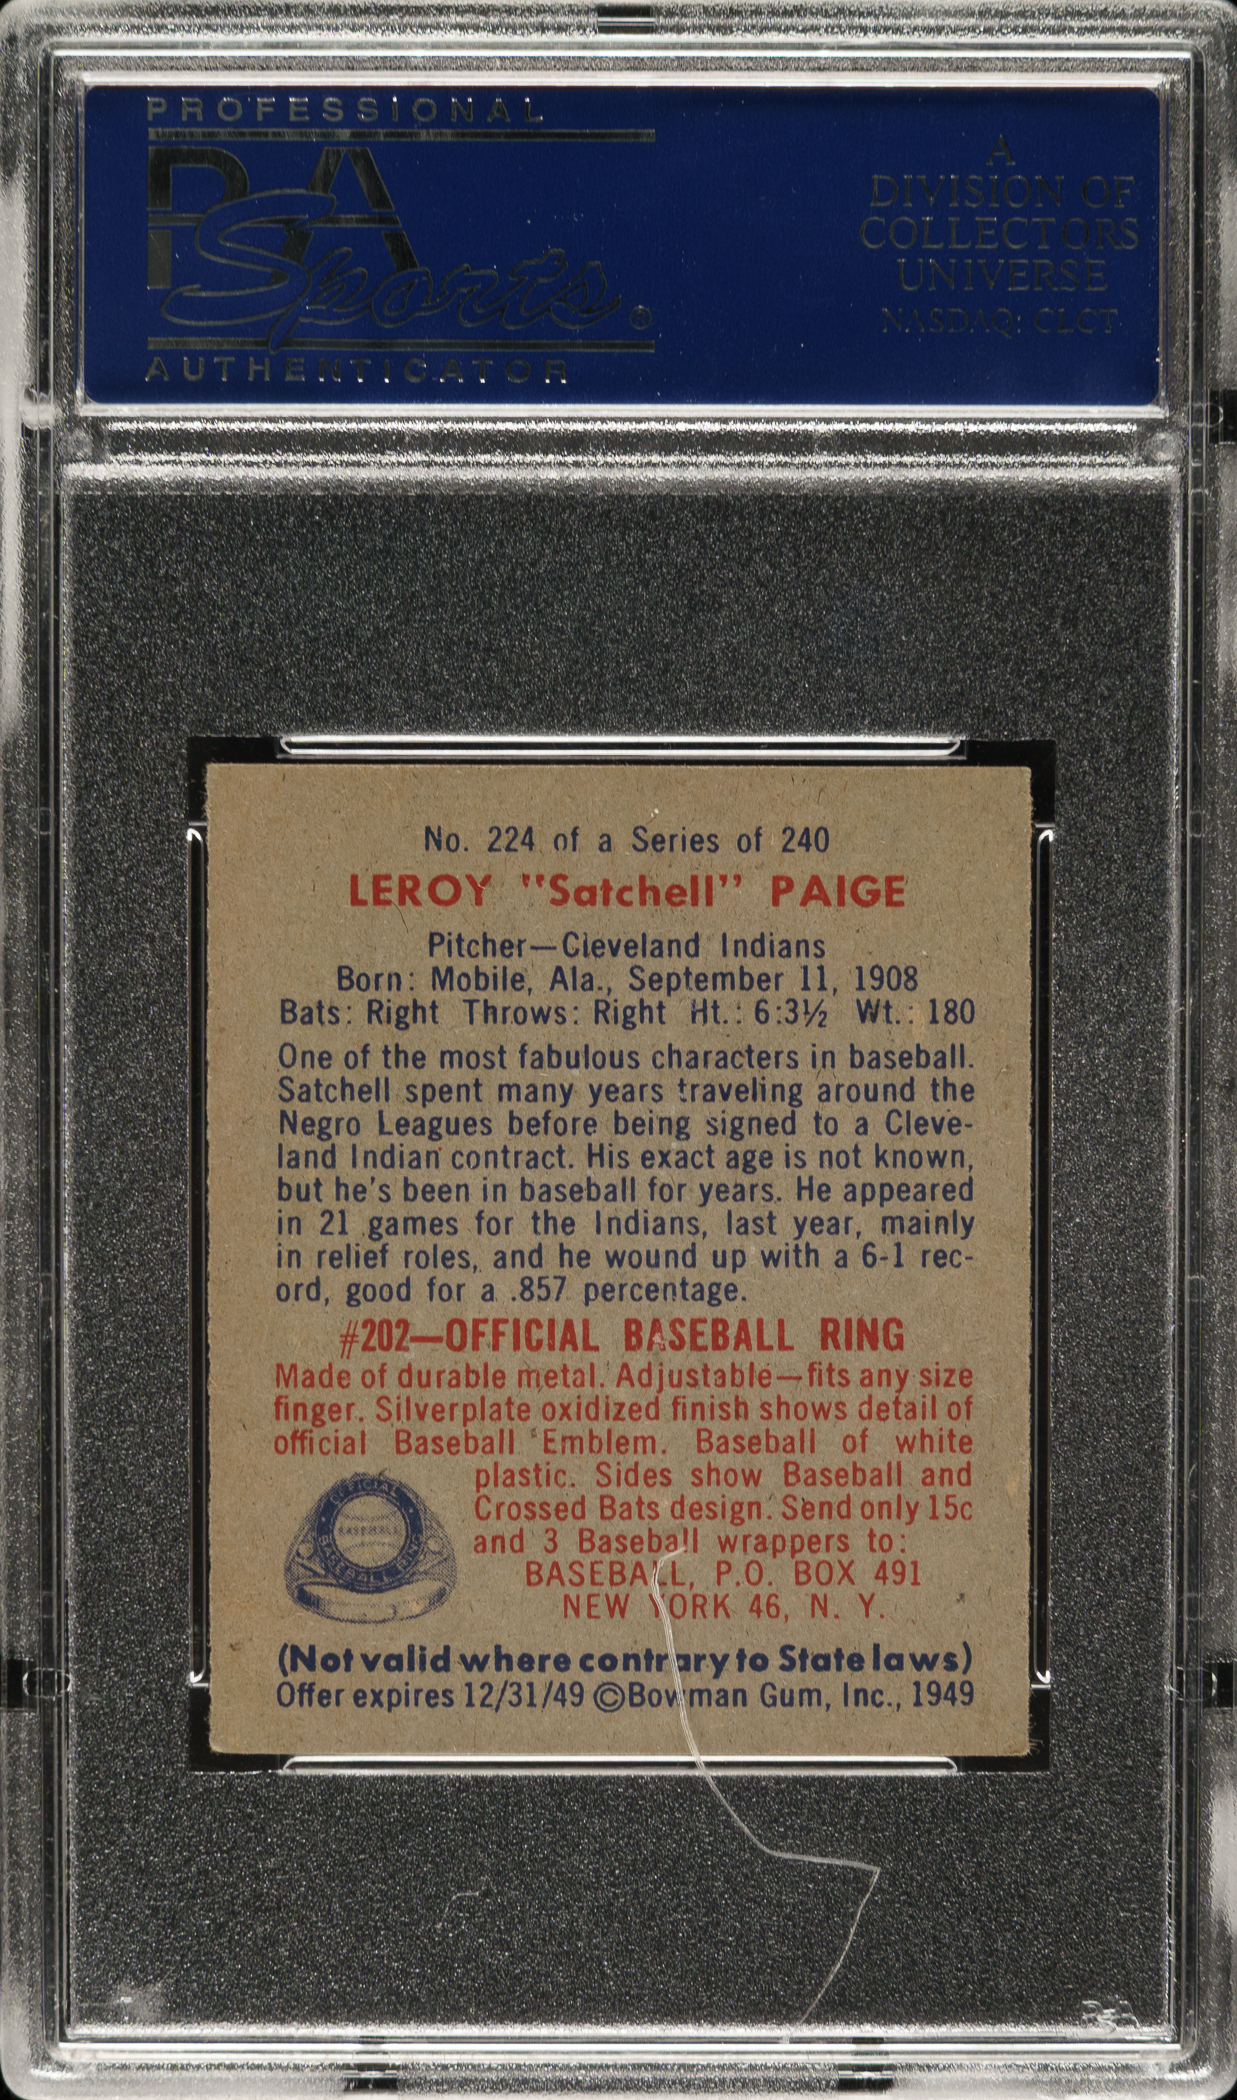 PROFESSIONAL
PSA
Sports®
AUTHENTICATOR
A
DIVISION OF
COLLECTORS
UNIVERSE
NASDAQ: CLCT
No. 224 of a Series of 240
LEROY "Satchell" PAIGE
Pitcher—Cleveland Indians
Born: Mobile, Ala., September 11, 1908
Bats: Right Throws: Right Ht.: 6:3½ Wt.: 180
One of the most fabulous characters in baseball.
Satchell spent many years traveling around the
Negro Leagues before being signed to a Cleve-
land Indian contract. His exact age is not known,
but he's been in baseball for years. He appeared
in 21 games for the Indians, last year, mainly
in relief roles, and he wound up with a 6-1 rec-
ord, good for a .857 percentage.
#202—OFFICIAL BASEBALL RING
Made of durable metal. Adjustable—fits any size
finger. Silverplate oxidized finish shows detail of
official Baseball Emblem. Baseball of white
plastic. Sides show Baseball and
Crossed Bats design. Send only 15c
and 3 Baseball wrappers to:
BASEBALL, P.O. BOX 491
NEW YORK 46, N. Y.
OFFICIAL
BASEBALL RING
(Not valid where contrary to State laws)
Offer expires 12/31/49 ©Bowman Gum, Inc., 1949